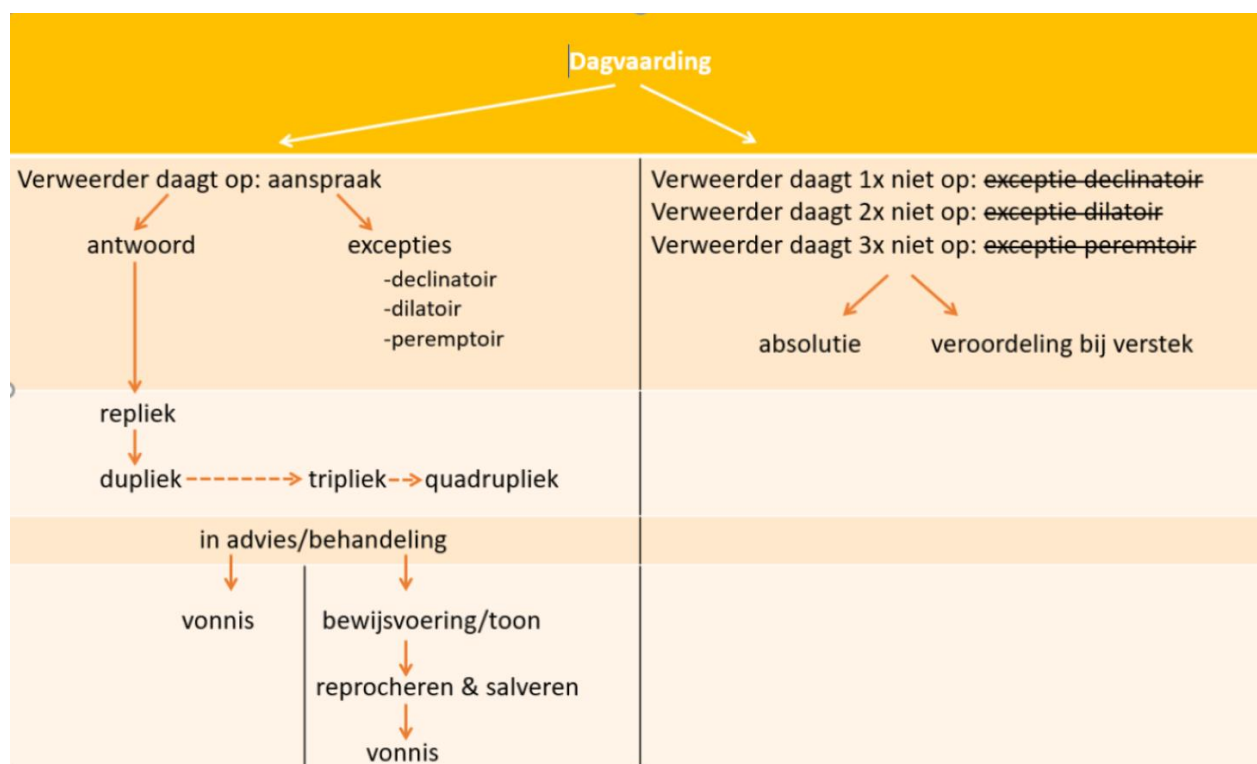 Dagvaarding
Verweerder daagt op: aanspraak
antwoord
excepties
-declinatoir
-dilatoir
-peremptoir
Verweerder daagt 1x niet op: exceptie declinatoir
Verweerder daagt 2x niet op: exceptie dilatoir
Verweerder daagt 3x niet op: exceptie peremtoir
absolutie
veroordeling bij verstek
repliek
dupliek
tripliek
quadrupliek
in advies/behandeling
vonnis
bewijsvoering/toon
reprocheren & salveren
vonnis